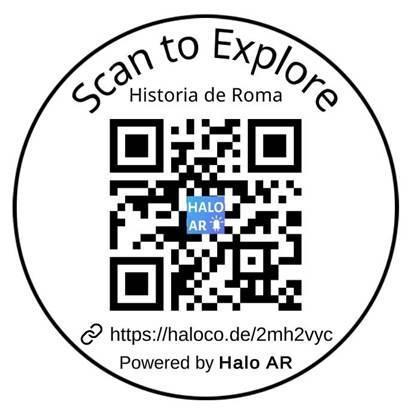 Scan to Explore
Historia de Roma
HALO
AR
https://haloco.de/2mh2vyc
Powered by Halo AR